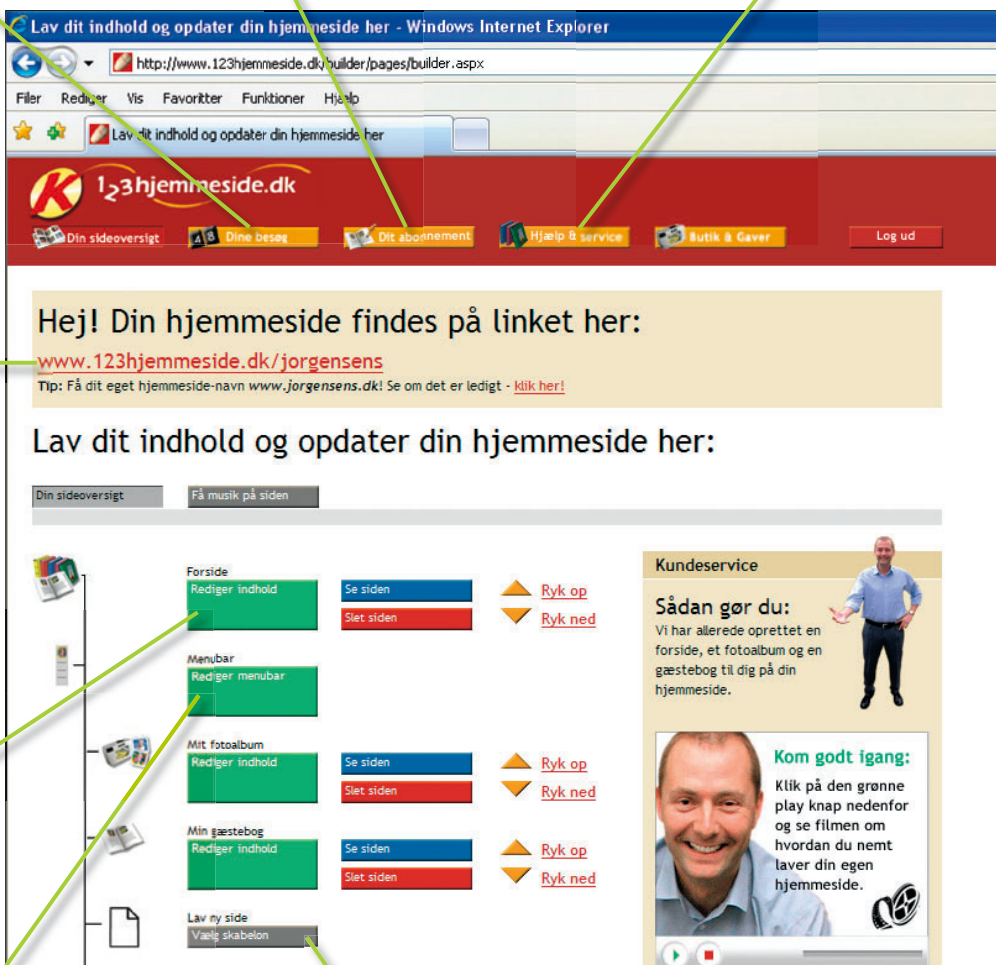 Lav dit indhold og opdater din hjemmeside her - Windows Internet Explorer
http://www.123hjemmeside.dk/builder/pages/builder.aspx
Filer Rediger Vis Favoritter Funktioner Hjælp
Lav dit indhold og opdater din hjemmeside her
K 123hjemmeside.dk
Din sideoversigt 48 Dine besøg Dit abonnement Hjælp & service Butik & Gaver Log ud
Hej! Din hjemmeside findes på linket her:
www.123hjemmeside.dk/jorgensens
Tip: Få dit eget hjemmeside-navn www.jorgensens.dk! Se om det er ledigt - klik her!
Lav dit indhold og opdater din hjemmeside her:
Din sideoversigt Få musik på siden
Forside
Rediger indhold Se siden Ryk op
Slet siden Ryk ned
Menubar
Rediger menubar
Mit fotoalbum
Rediger indhold Se siden Ryk op
Slet siden Ryk ned
Min gæstebog
Rediger indhold Se siden Ryk op
Slet siden Ryk ned
Lav ny side
Vælg skabelon
Kundeservice
Sådan gør du:
Vi har allerede oprettet en
forside, et fotoalbum og en
gæstebog til dig på din
hjemmeside.
Kom godt igang:
Klik på den grønne
play knap nedenfor
og se filmen om
hvordan du nemt
laver din egen
hjemmeside.